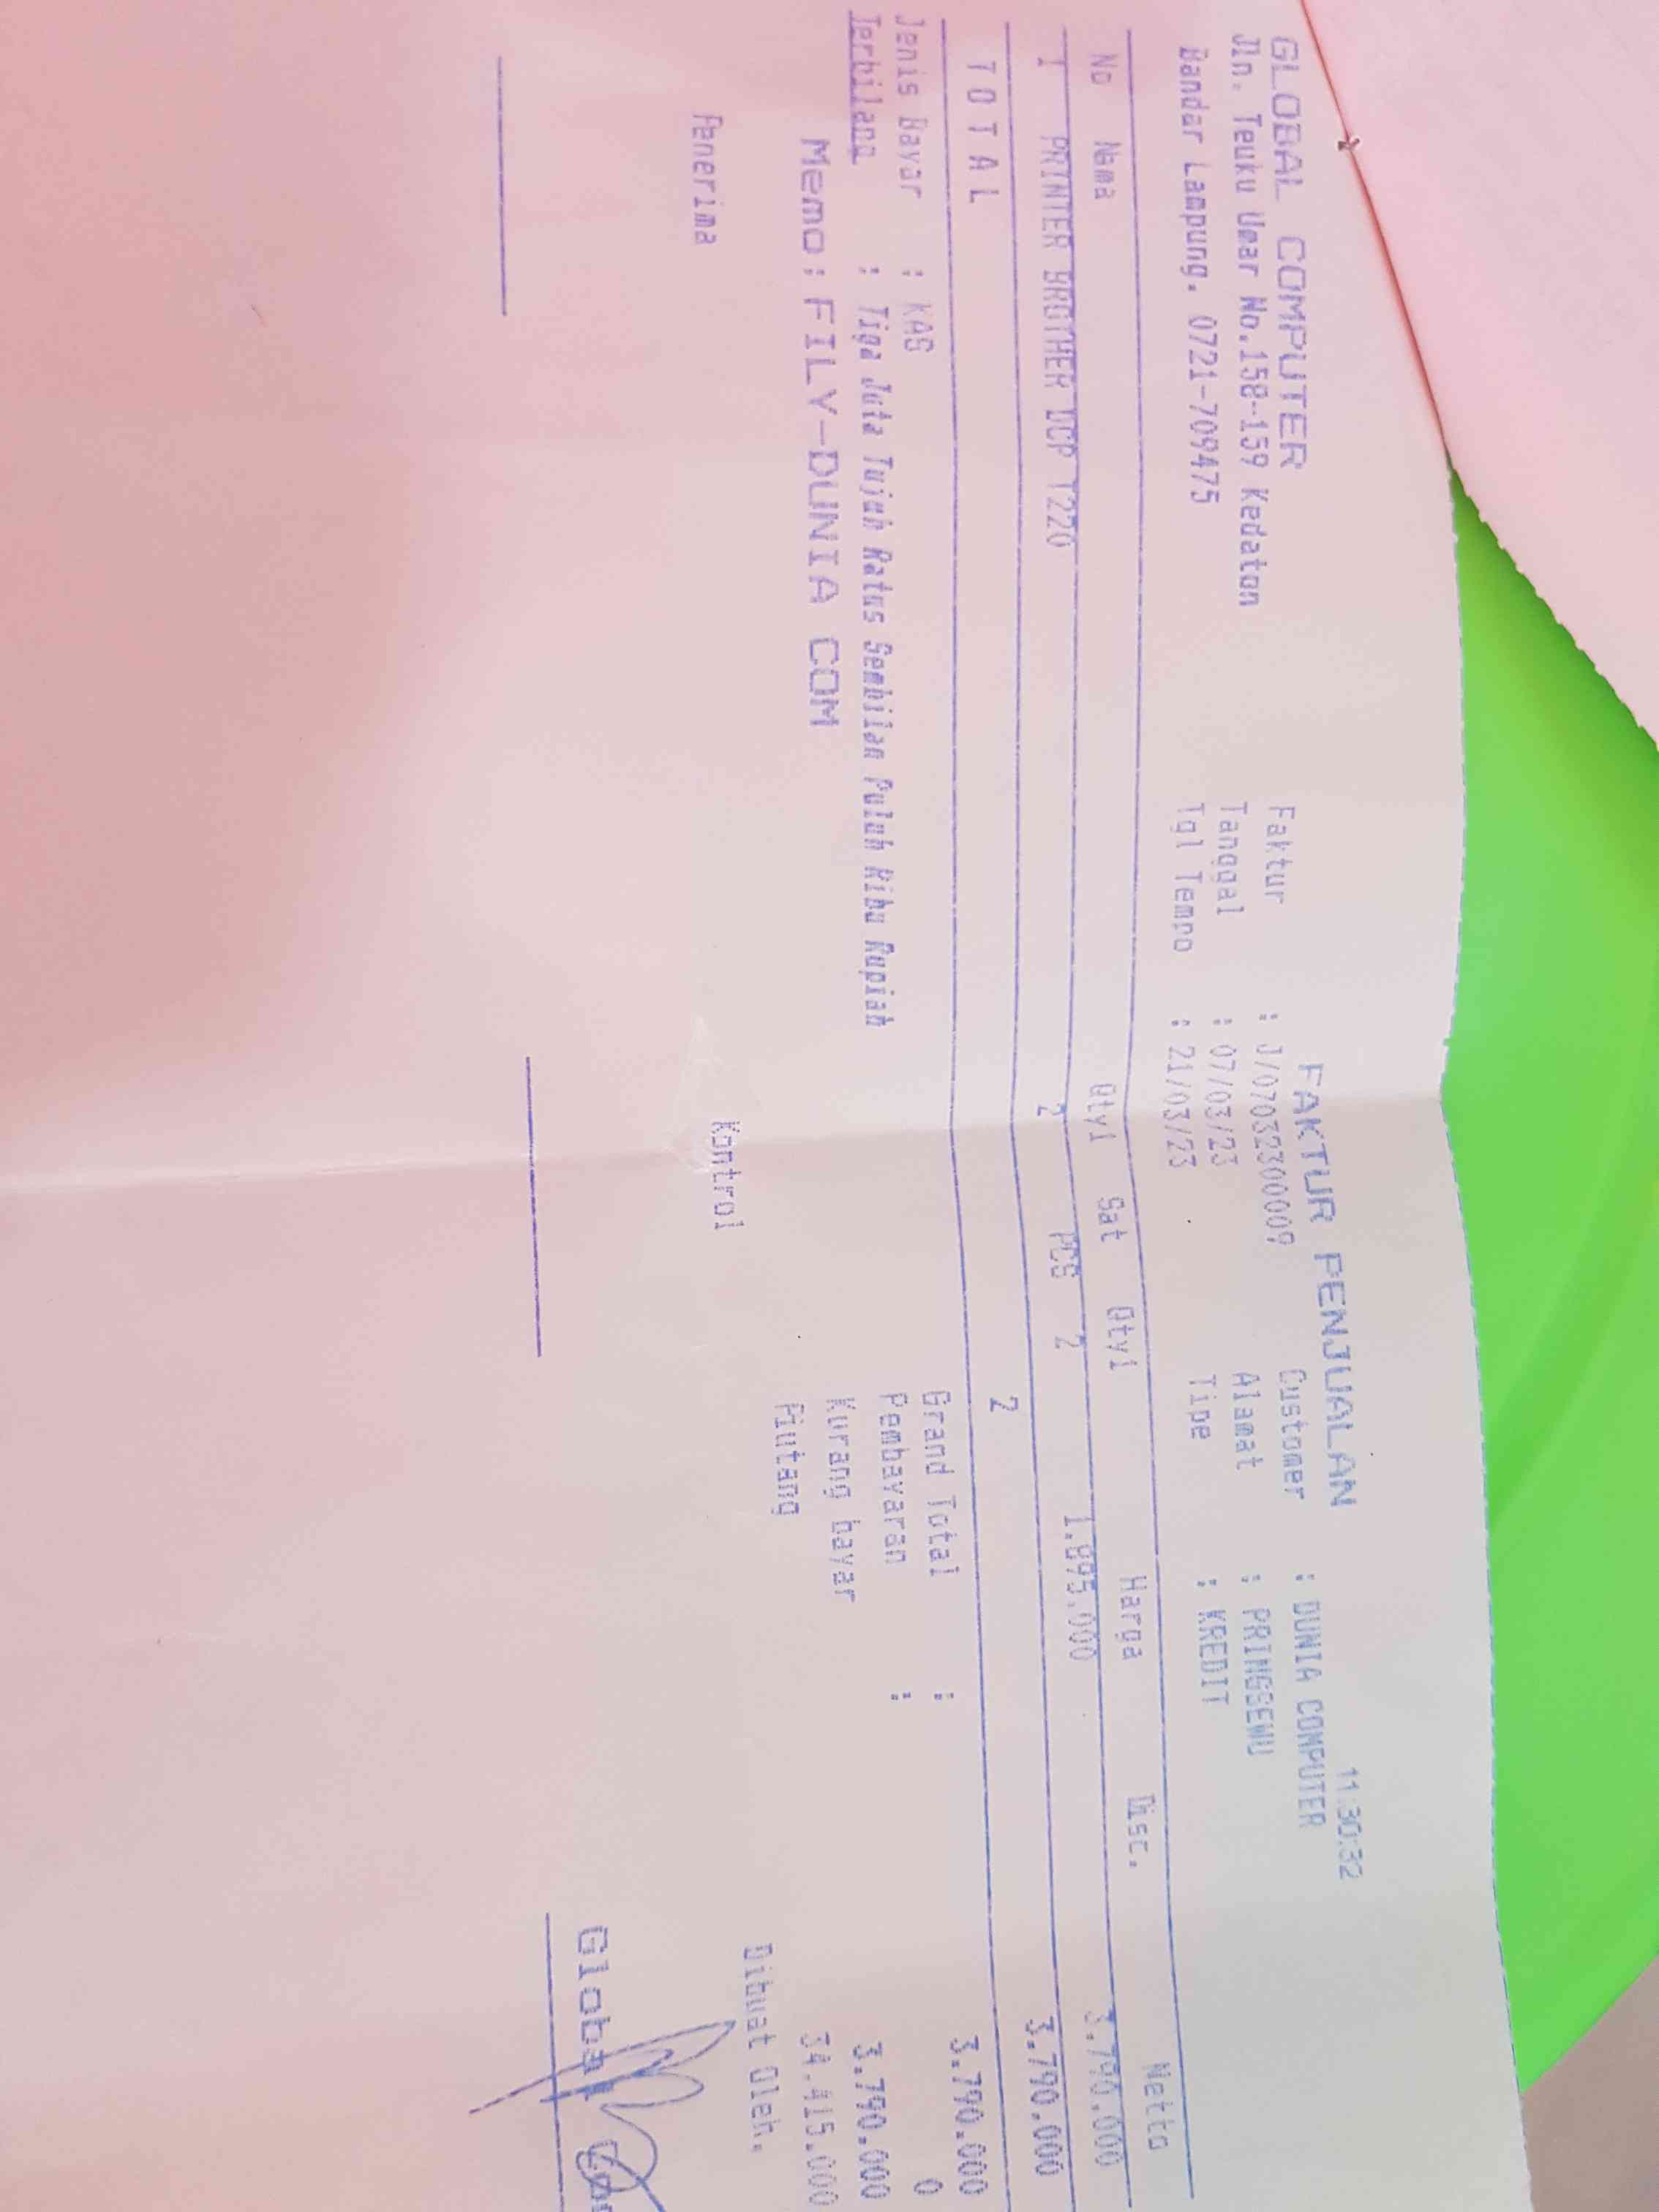 GLOBAL COMPUTER
Jln. Teuku Umar No.158-159 Kedaton
Bandar Lampung. 0721-709475
FAKTUR PENJUALAN 11:30:32
Faktur : J/07032300009
Tanggal : 07/03/23
Tgl Tempo : 21/03/23
Customer : DUNIA COMPUTER
Alamat : PRINGSEWU
Tipe : KREDIT
No Nama Qty1 Sat Qty1 Harga Disc. Netto
1 PRINTER BROTHER DCP T220 2 PCS 2 1.895.000 3.790.000
T O T A L 2 3.790.000
Jenis Bayar : KAS
Terbilang : Tiga Juta Tujuh Ratus Sembilan Puluh Ribu Rupiah
Memo: FILY-DUNIA COM
Grand Total : 3.790.000
Pembayaran : 0
Kurang bayar 3.790.000
Piutang 34.415.000
Penerima Kontrol Dibuat Oleh,
Global